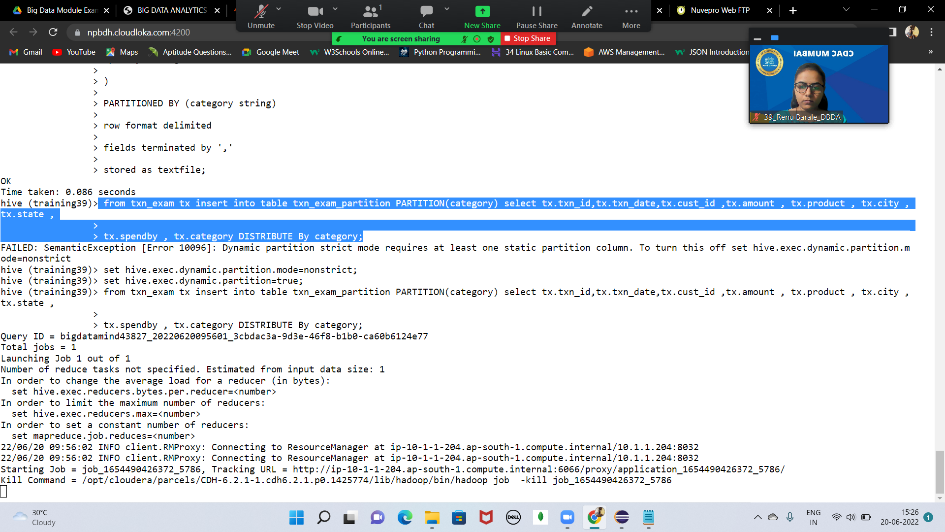 Big Data Module Exam
BIG DATA ANALYTICS
Nuvepro Web FTP
Unmute
Stop Video
1
Participants
Chat
New Share
Pause Share
Annotate
More
You are screen sharing
Stop Share
npbdh.cloudloka.com:4200
Gmail
YouTube
Maps
Aptitude Questions...
Google Meet
W3Schools Online...
Python Programming...
34 Linux Basic Com...
AWS Management...
JSON Introduction
CDAC MUMBAI
>
> )
>
> PARTITIONED BY (category string)
>
> row format delimited
>
> fields terminated by ','
>
> stored as textfile;
OK
Time taken: 0.086 seconds
hive (training39)> from txn_exam tx insert into table txn_exam_partition PARTITION(category) select tx.txn_id,tx.txn_date,tx.cust_id ,tx.amount , tx.product , tx.city ,
tx.state ,
>
> tx.spendby , tx.category DISTRIBUTE By category;
FAILED: SemanticException [Error 10096]: Dynamic partition strict mode requires at least one static partition column. To turn this off set hive.exec.dynamic.partition.m
ode=nonstrict
hive (training39)> set hive.exec.dynamic.partition.mode=nonstrict;
hive (training39)> set hive.exec.dynamic.partition=true;
hive (training39)> from txn_exam tx insert into table txn_exam_partition PARTITION(category) select tx.txn_id,tx.txn_date,tx.cust_id ,tx.amount , tx.product , tx.city ,
tx.state ,
>
> tx.spendby , tx.category DISTRIBUTE By category;
Query ID = bigdatamind43827_20220620095601_3cbdac3a-9d3e-46f8-b1b0-ca60b6124e77
Total jobs = 1
Launching Job 1 out of 1
Number of reduce tasks not specified. Estimated from input data size: 1
In order to change the average load for a reducer (in bytes):
set hive.exec.reducers.bytes.per.reducer=<number>
In order to limit the maximum number of reducers:
set hive.exec.reducers.max=<number>
In order to set a constant number of reducers:
set mapreduce.job.reduces=<number>
22/06/20 09:56:02 INFO client.RMProxy: Connecting to ResourceManager at ip-10-1-1-204.ap-south-1.compute.internal/10.1.1.204:8032
22/06/20 09:56:02 INFO client.RMProxy: Connecting to ResourceManager at ip-10-1-1-204.ap-south-1.compute.internal/10.1.1.204:8032
Starting Job = job_1654490426372_5786, Tracking URL = http://ip-10-1-1-204.ap-south-1.compute.internal:6066/proxy/application_1654490426372_5786/
Kill Command = /opt/cloudera/parcels/CDH-6.2.1-1.cdh6.2.1.p0.1425774/lib/hadoop/bin/hadoop job -kill job_1654490426372_5786
30°C
Cloudy
DELL
ENG
IN
15:26
20-06-2022
1